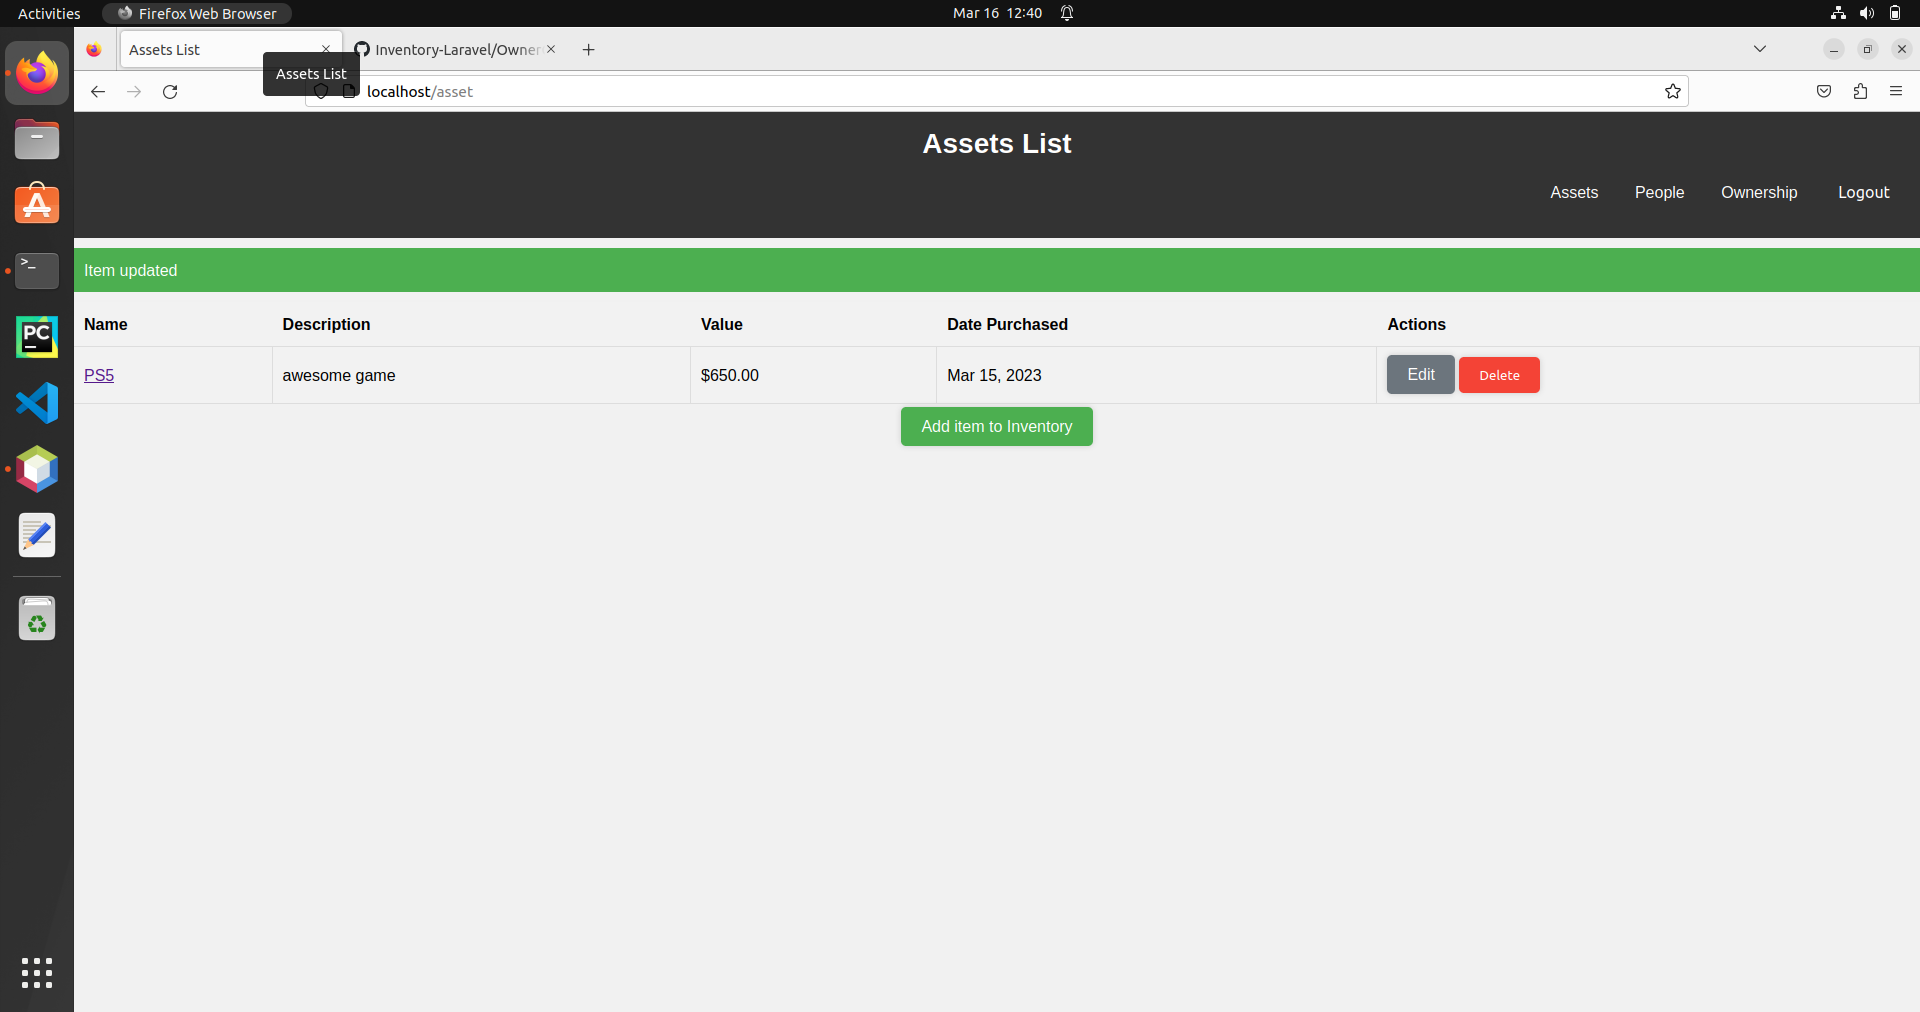 Activities
Firefox Web Browser
Mar 16 12:40
Assets List
Inventory-Laravel/Owner
Assets List
localhost/asset
Assets List
Assets
People
Ownership
Logout
Item updated
Name
Description
Value
Date Purchased
Actions
PS5
awesome game
$650.00
Mar 15, 2023
Edit
Delete
Add item to Inventory
>_
PC